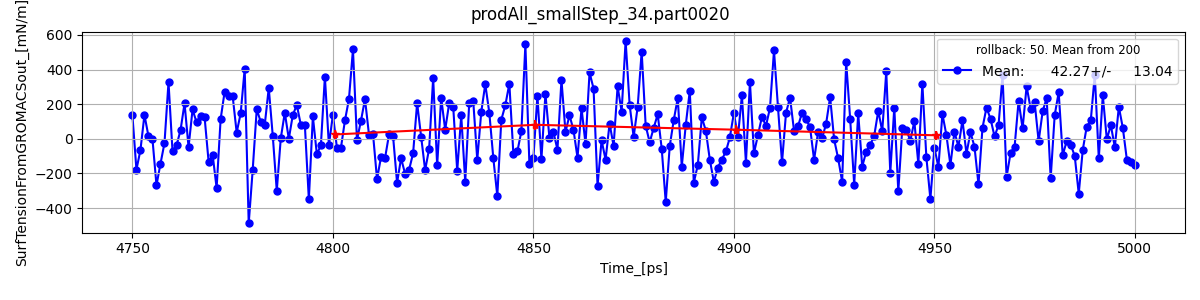 prodAll_smallStep_34.part0020
SurfTensionFromGROMACSout_[mN/m]
600
400
200
0
−200
−400
rollback: 50. Mean from 200
Mean: 42.27+/- 13.04
4750
4800
4850
4900
4950
5000
Time_[ps]